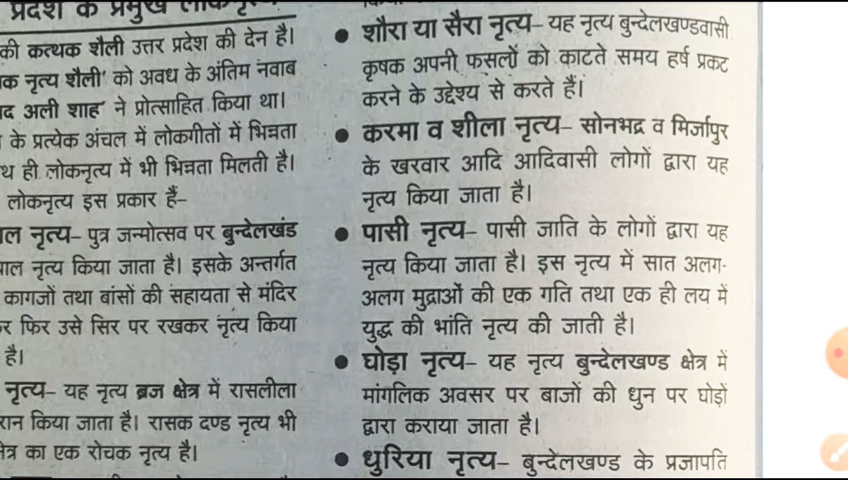 प्रदेश के प्रमुख
की कत्थक शैली उत्तर प्रदेश की देन है।
नृत्य शैली' को अवध के अंतिम नवाब
अली शाह' ने प्रोत्साहित किया था।
के प्रत्येक अंचल में लोकगीतों में भिन्नता
ही लोकनृत्य में भी भिन्नता मिलती है।
लोकनृत्य इस प्रकार हैं–
नृत्य– पुत्र जन्मोत्सव पर बुन्देलखंड
नृत्य किया जाता है। इसके अन्तर्गत
कागजों तथा बांसों की सहायता से मंदिर
फिर उसे सिर पर रखकर नृत्य किया
है।
नृत्य– यह नृत्य ब्रज क्षेत्र में रासलीला
किया जाता है। रासक दण्ड नृत्य भी
का एक रोचक नृत्य है।
● शौरा या सैरा नृत्य– यह नृत्य बुन्देलखण्डवासी
कृषक अपनी फसलों को काटते समय हर्ष प्रकट
करने के उद्देश्य से करते हैं।
● करमा व शीला नृत्य– सोनभद्र व मिर्जापुर
के खरवार आदि आदिवासी लोगों द्वारा यह
नृत्य किया जाता है।
● पासी नृत्य– पासी जाति के लोगों द्वारा यह
नृत्य किया जाता है। इस नृत्य में सात अलग-
अलग मुद्राओं की एक गति तथा एक ही लय में
युद्ध की भांति नृत्य की जाती है।
● घोड़ा नृत्य– यह नृत्य बुन्देलखण्ड क्षेत्र में
मांगलिक अवसर पर बाजों की धुन पर घोड़ों
द्वारा कराया जाता है।
● धुरिया नृत्य– बुन्देलखण्ड के प्रजापति